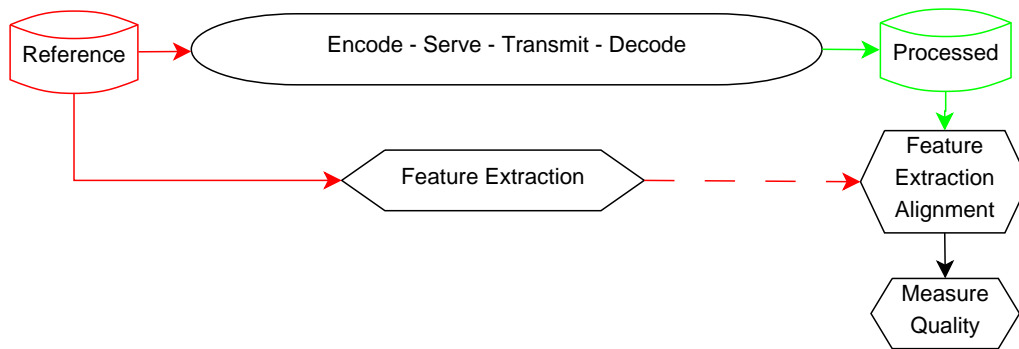 Reference
Encode - Serve - Transmit - Decode
Processed
Feature Extraction
Feature
Extraction
Alignment
Measure
Quality